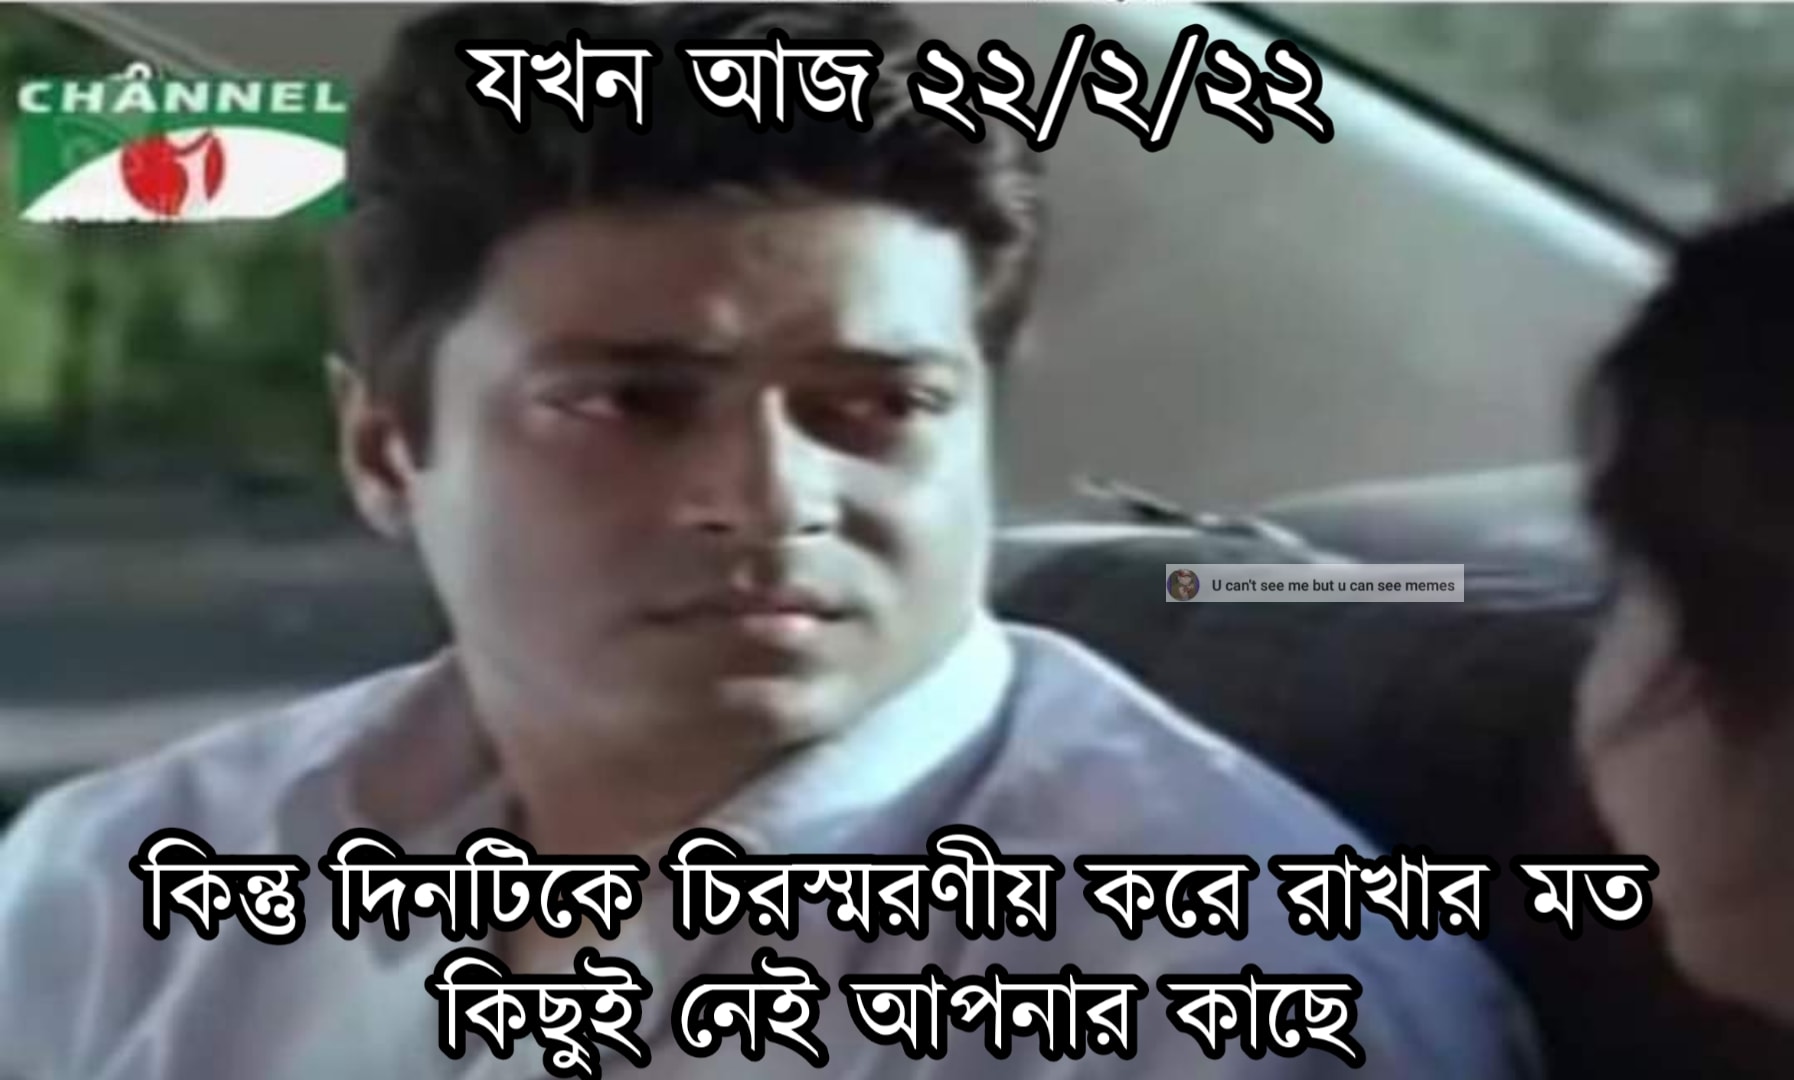 যখন আজ ২২/২/২২
CHANNEL
U can't see me but u can see memes
কিন্তু দিনটিকে চিরস্মরণীয় করে রাখার মত
কিছুই নেই আপনার কাছে